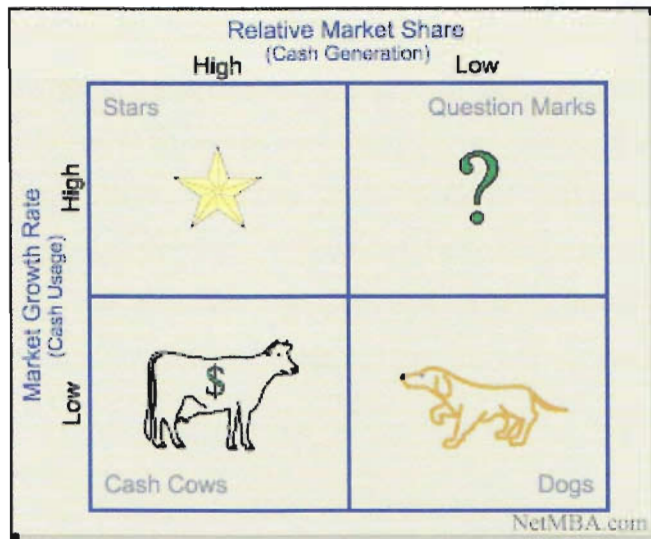 Relative Market Share
(Cash Generation)
High
Low
Stars
Question Marks
?
Market Growth Rate
(Cash Usage)
High
Low
$
Cash Cows
Dogs
NetMBA.com